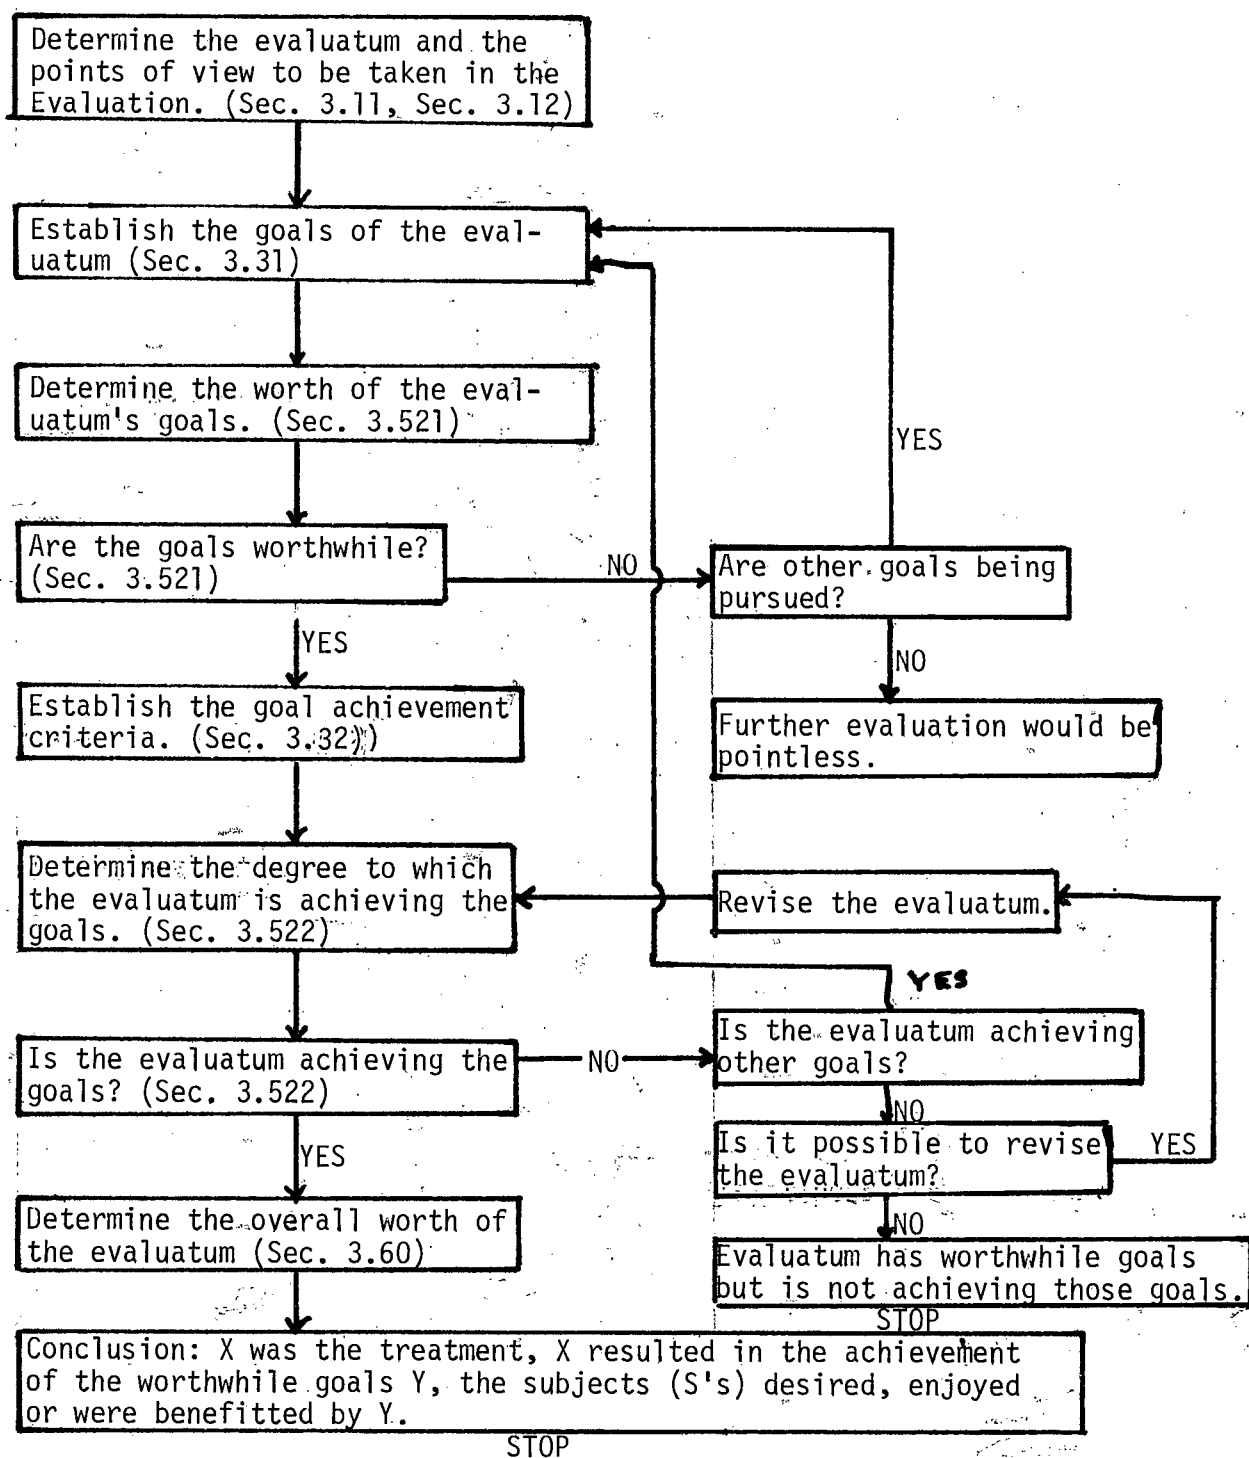 Determine the evaluatum and the
points of view to be taken in the
Evaluation. (Sec. 3.11, Sec. 3.12)
Establish the goals of the eval-
uatum (Sec. 3.31)
Determine the worth of the eval-
uatum's goals. (Sec. 3.521)
YES
Are the goals worthwhile?
(Sec. 3.521)
NO
Are other goals being
pursued?
YES
NO
Establish the goal achievement
criteria. (Sec. 3.32))
Further evaluation would be
pointless.
Determine the degree to which
the evaluatum is achieving the
goals. (Sec. 3.522)
Revise the evaluatum.
YES
Is the evaluatum achieving the
goals? (Sec. 3.522)
NO
Is the evaluatum achieving
other goals?
NO
YES
Is it possible to revise
the evaluatum?
YES
NO
Determine the overall worth of
the evaluatum (Sec. 3.60)
Evaluatum has worthwhile goals
but is not achieving those goals.
STOP
Conclusion: X was the treatment, X resulted in the achievement
of the worthwhile goals Y, the subjects (S's) desired, enjoyed
or were benefitted by Y.
STOP